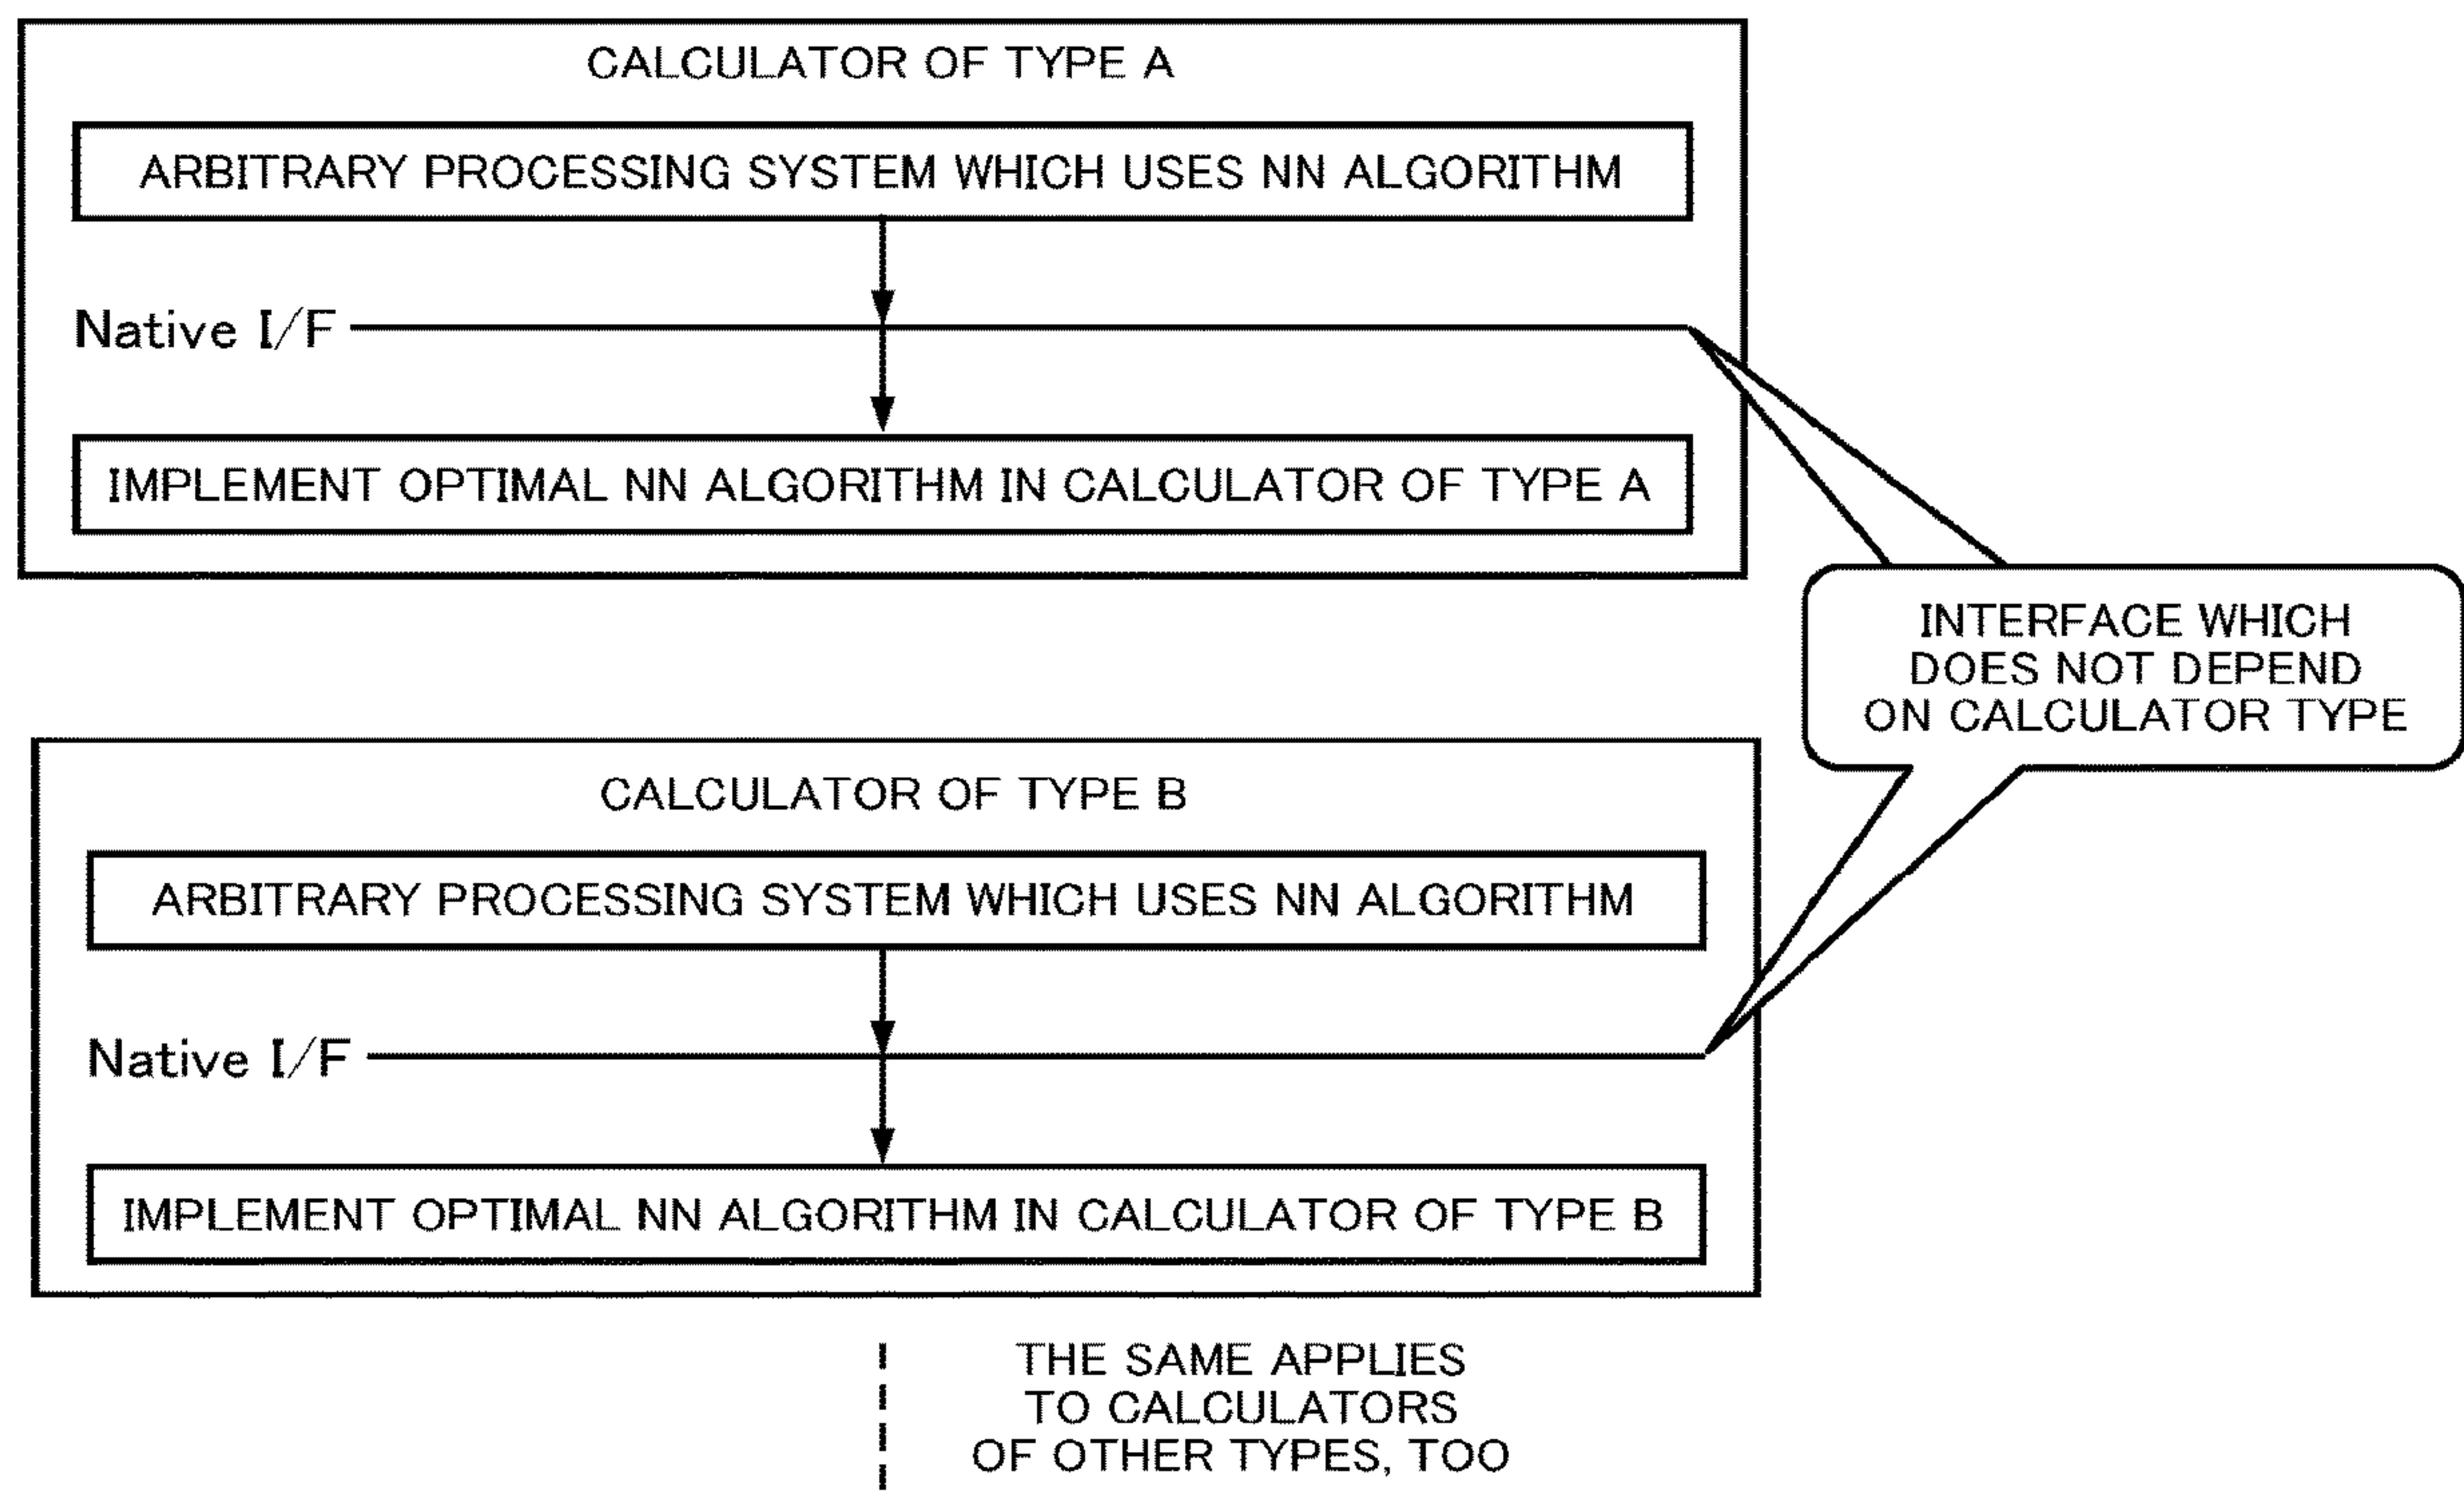 CALCULATOR OF TYPE A
ARBITRARY PROCESSING SYSTEM WHICH USES NN ALGORITHM
Native I/F
IMPLEMENT OPTIMAL NN ALGORITHM IN CALCULATOR OF TYPE A
INTERFACE WHICH
DOES NOT DEPEND
ON CALCULATOR TYPE
CALCULATOR OF TYPE B
ARBITRARY PROCESSING SYSTEM WHICH USES NN ALGORITHM
Native I/F
IMPLEMENT OPTIMAL NN ALGORITHM IN CALCULATOR OF TYPE B
THE SAME APPLIES
TO CALCULATORS
OF OTHER TYPES, TOO